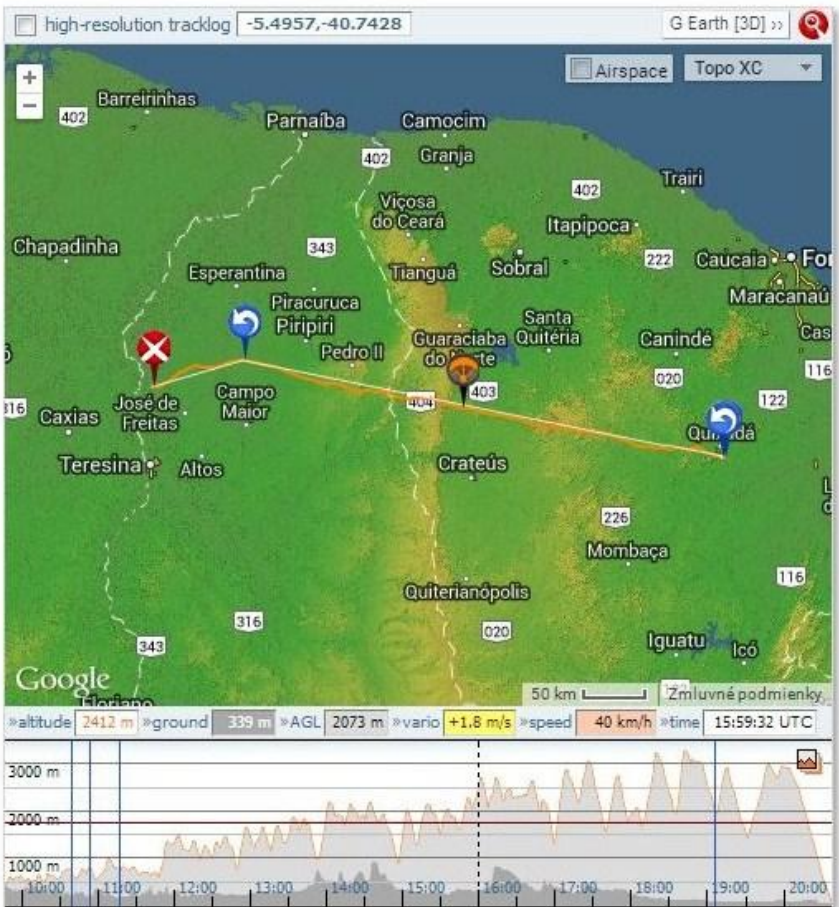 high-resolution tracklog -5.4957,-40.7428 G Earth [3D] »
Airspace Topo XC
+
−
Barreirinhas
402
Parnaíba
Camocim
402
Granja
402
Trairi
Viçosa
do Ceará
Itapipoca
Chapadinha
343
222
Caucaia
For
Esperantina
Tianguá
Sobral
Maracanaú
Piracuruca
Santa
Quitéria
Piripiri
Guaraciaba
do Norte
Canindé
Cas
Pedro II
020
116
José de
Freitas
Campo
Maior
404
403
122
316
Caxias
Teresina
Altos
Crateús
226
Mombaça
116
Quiterianópolis
316
020
343
Iguatu
Icó
Google
Floriano
50 km
Zmluvné podmienky
»altitude 2412 m »ground 339 m »AGL 2073 m »vario +1.8 m/s »speed 40 km/h »time 15:59:32 UTC
3000 m
2000 m
1000 m
10:00 11:00 12:00 13:00 14:00 15:00 16:00 17:00 18:00 19:00 20:00